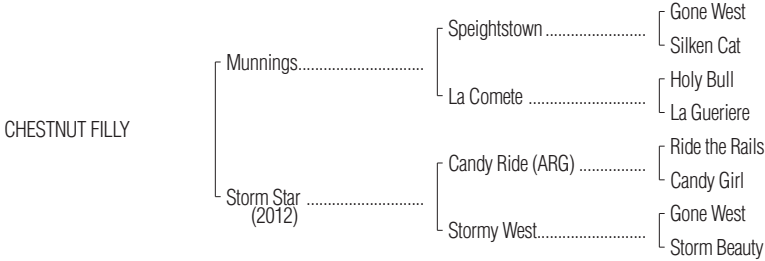 Gone West
Speightstown
Silken Cat
Munnings
Holy Bull
La Comete
La Gueriere
CHESTNUT FILLY
Ride the Rails
Candy Ride (ARG)
Candy Girl
Storm Star
(2012)
Gone West
Stormy West
Storm Beauty